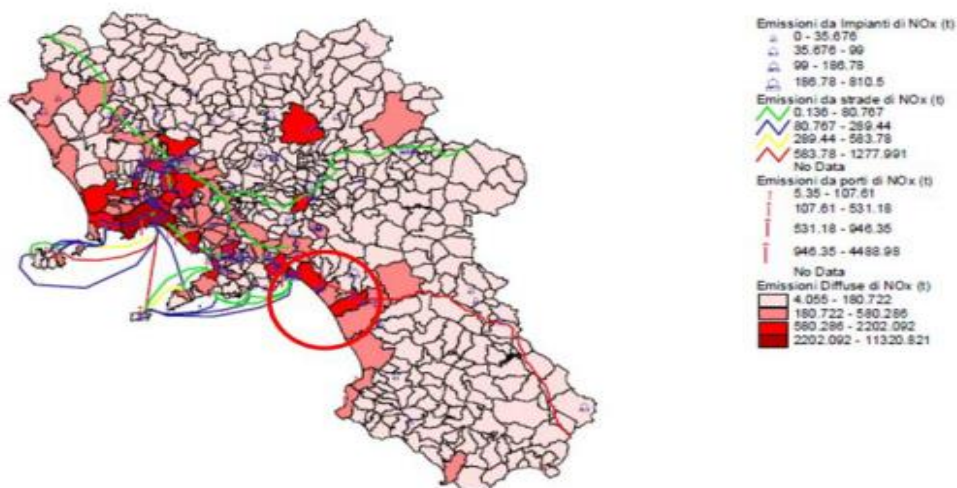 Emissioni da Impianti di NOx (t)
0 - 35.676
35.676 - 99
99 - 186.78
186.78 - 810.5
Emissioni da strade di NOx (t)
0.136 - 80.767
80.767 - 289.44
289.44 - 583.78
583.78 - 1277.991
No Data
Emissioni da porti di NOx (t)
5.35 - 107.61
107.61 - 531.18
531.18 - 946.35
946.35 - 4488.98
No Data
Emissioni Diffuse di NOx (t)
4.055 - 180.722
180.722 - 580.286
580.286 - 2202.092
2202.092 - 11320.821